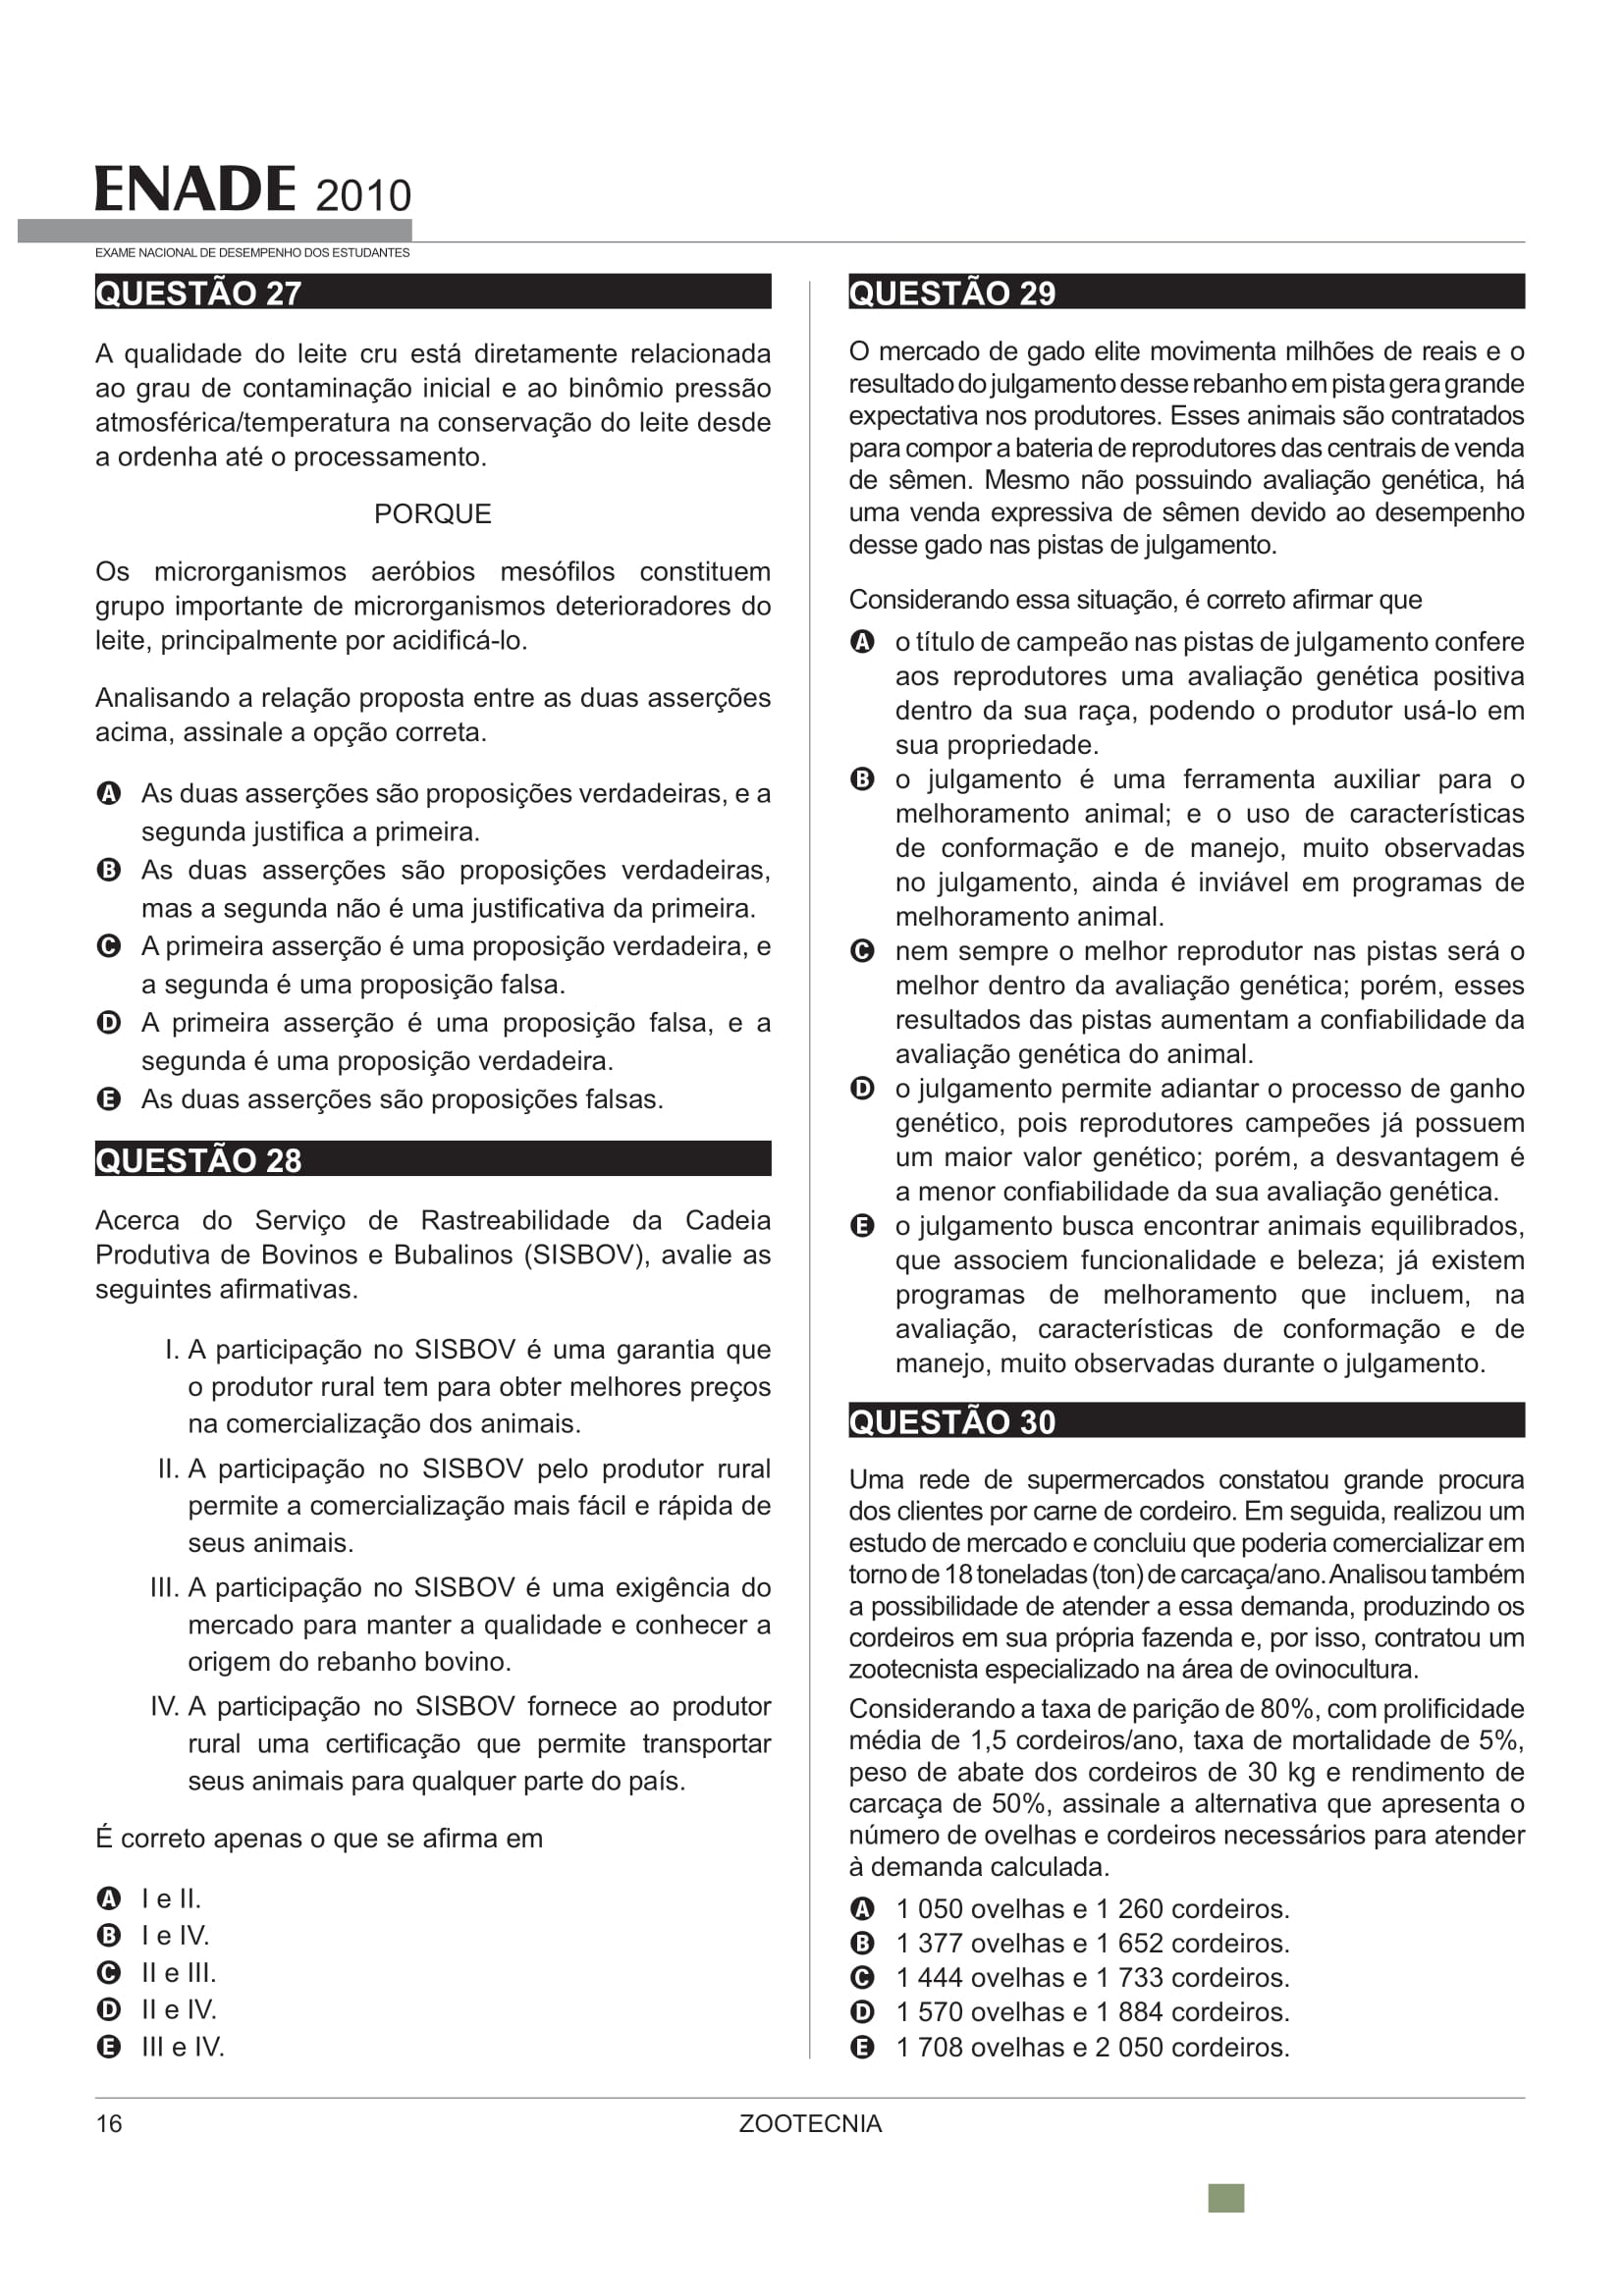 ENADE 2010
EXAME NACIONAL DE DESEMPENHO DOS ESTUDANTES
QUESTÃO 27
A qualidade do leite cru está diretamente relacionada
ao grau de contaminação inicial e ao binômio pressão
atmosférica/temperatura na conservação do leite desde
a ordenha até o processamento.
PORQUE
Os microrganismos aeróbios mesófilos constituem
grupo importante de microrganismos deterioradores do
leite, principalmente por acidificá-lo.
Analisando a relação proposta entre as duas asserções
acima, assinale a opção correta.
A As duas asserções são proposições verdadeiras, e a
segunda justifica a primeira.
B As duas asserções são proposições verdadeiras,
mas a segunda não é uma justificativa da primeira.
C A primeira asserção é uma proposição verdadeira, e
a segunda é uma proposição falsa.
D A primeira asserção é uma proposição falsa, e a
segunda é uma proposição verdadeira.
E As duas asserções são proposições falsas.
QUESTÃO 28
Acerca do Serviço de Rastreabilidade da Cadeia
Produtiva de Bovinos e Bubalinos (SISBOV), avalie as
seguintes afirmativas.
I. A participação no SISBOV é uma garantia que
o produtor rural tem para obter melhores preços
na comercialização dos animais.
II. A participação no SISBOV pelo produtor rural
permite a comercialização mais fácil e rápida de
seus animais.
III. A participação no SISBOV é uma exigência do
mercado para manter a qualidade e conhecer a
origem do rebanho bovino.
IV. A participação no SISBOV fornece ao produtor
rural uma certificação que permite transportar
seus animais para qualquer parte do país.
É correto apenas o que se afirma em
A I e II.
B I e IV.
C II e III.
D II e IV.
E III e IV.
QUESTÃO 29
O mercado de gado elite movimenta milhões de reais e o
resultado do julgamento desse rebanho em pista gera grande
expectativa nos produtores. Esses animais são contratados
para compor a bateria de reprodutores das centrais de venda
de sêmen. Mesmo não possuindo avaliação genética, há
uma venda expressiva de sêmen devido ao desempenho
desse gado nas pistas de julgamento.
Considerando essa situação, é correto afirmar que
A o título de campeão nas pistas de julgamento confere
aos reprodutores uma avaliação genética positiva
dentro da sua raça, podendo o produtor usá-lo em
sua propriedade.
B o julgamento é uma ferramenta auxiliar para o
melhoramento animal; e o uso de características
de conformação e de manejo, muito observadas
no julgamento, ainda é inviável em programas de
melhoramento animal.
C nem sempre o melhor reprodutor nas pistas será o
melhor dentro da avaliação genética; porém, esses
resultados das pistas aumentam a confiabilidade da
avaliação genética do animal.
D o julgamento permite adiantar o processo de ganho
genético, pois reprodutores campeões já possuem
um maior valor genético; porém, a desvantagem é
a menor confiabilidade da sua avaliação genética.
E o julgamento busca encontrar animais equilibrados,
que associem funcionalidade e beleza; já existem
programas de melhoramento que incluem, na
avaliação, características de conformação e de
manejo, muito observadas durante o julgamento.
QUESTÃO 30
Uma rede de supermercados constatou grande procura
dos clientes por carne de cordeiro. Em seguida, realizou um
estudo de mercado e concluiu que poderia comercializar em
torno de 18 toneladas (ton) de carcaça/ano. Analisou também
a possibilidade de atender a essa demanda, produzindo os
cordeiros em sua própria fazenda e, por isso, contratou um
zootecnista especializado na área de ovinocultura.
Considerando a taxa de parição de 80%, com prolificidade
média de 1,5 cordeiros/ano, taxa de mortalidade de 5%,
peso de abate dos cordeiros de 30 kg e rendimento de
carcaça de 50%, assinale a alternativa que apresenta o
número de ovelhas e cordeiros necessários para atender
à demanda calculada.
A 1 050 ovelhas e 1 260 cordeiros.
B 1 377 ovelhas e 1 652 cordeiros.
C 1 444 ovelhas e 1 733 cordeiros.
D 1 570 ovelhas e 1 884 cordeiros.
E 1 708 ovelhas e 2 050 cordeiros.
16
ZOOTECNIA